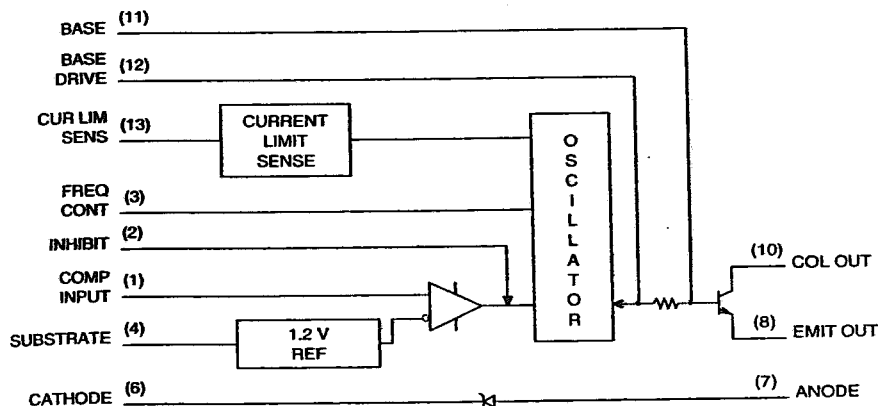 BASE (11)
BASE
DRIVE (12)
CUR LIM
SENS (13)
CURRENT
LIMIT
SENSE
OSCILLATOR
FREQ
CONT (3)
INHIBIT (2)
COMP
INPUT (1)
SUBSTRATE (4)
1.2 V
REF
(10) COL OUT
(8) EMIT OUT
CATHODE (6)
(7) ANODE